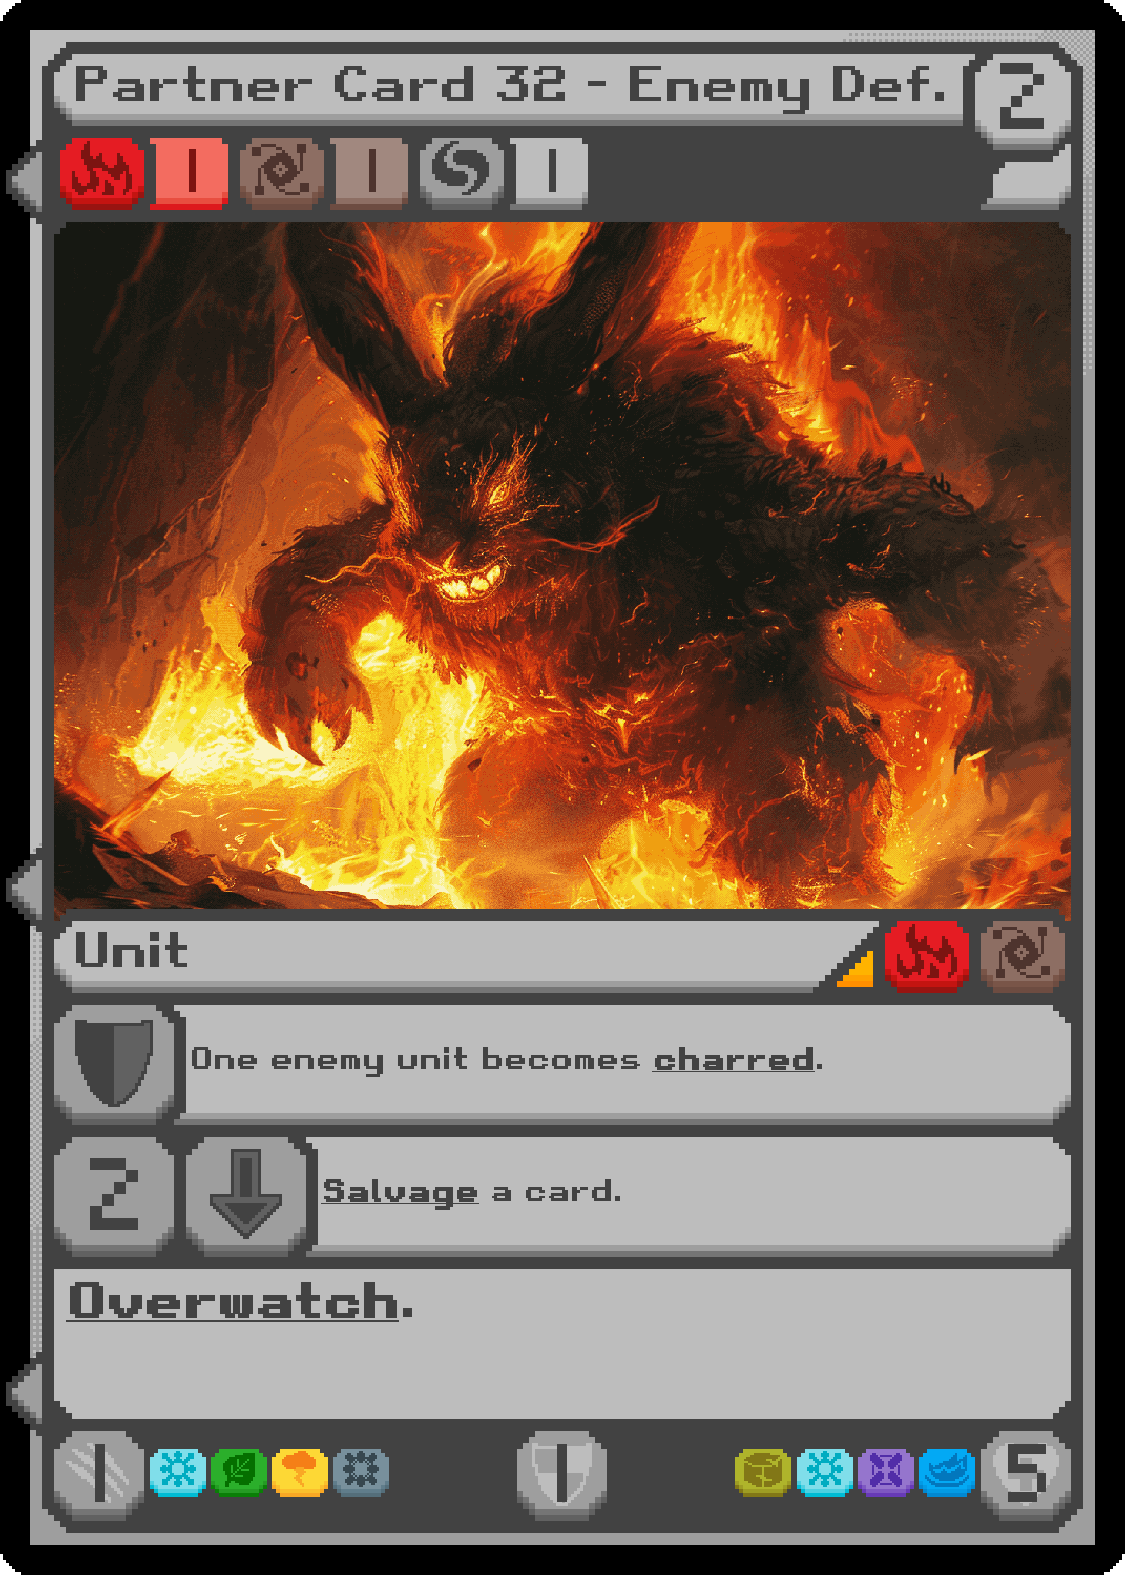 Partner Card 32 - Enemy Def.
2
1 1 1
Unit
One enemy unit becomes charred.
2
Salvage a card.
Overwatch.
1 1 5